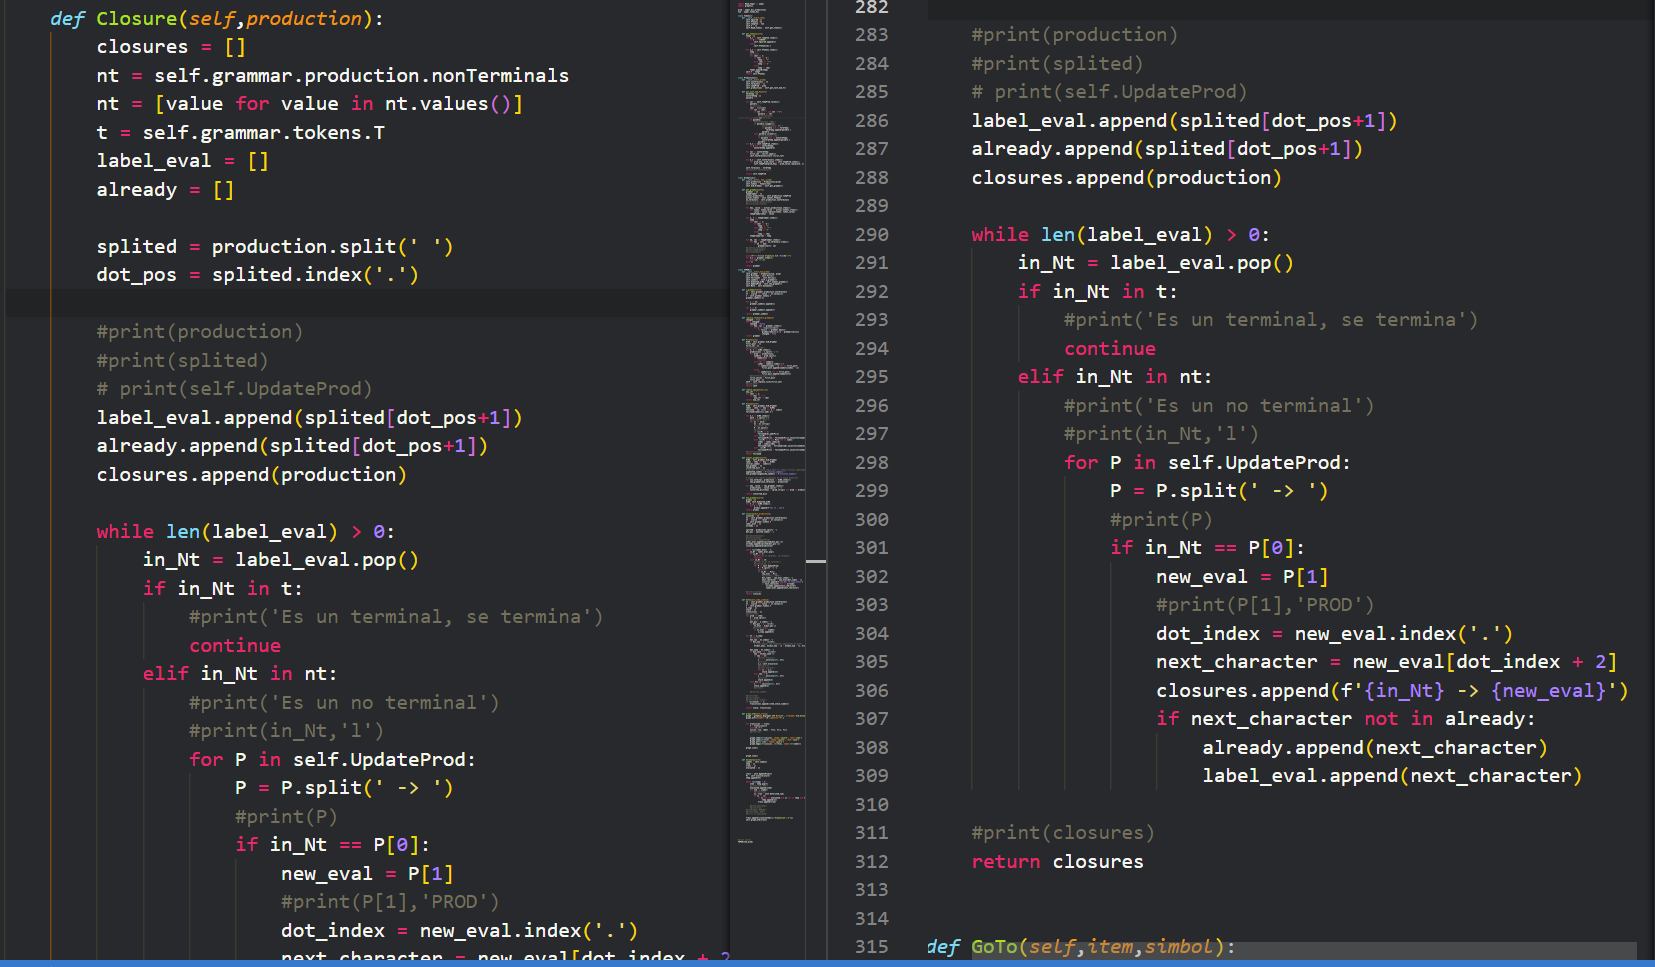 def Closure(self,production):
    closures = []
    nt = self.grammar.production.nonTerminals
    nt = [value for value in nt.values()]
    t = self.grammar.tokens.T
    label_eval = []
    already = []
    splited = production.split(' ')
    dot_pos = splited.index('.')
    #print(production)
    #print(splited)
    # print(self.UpdateProd)
    label_eval.append(splited[dot_pos+1])
    already.append(splited[dot_pos+1])
    closures.append(production)
    while len(label_eval) > 0:
        in_Nt = label_eval.pop()
        if in_Nt in t:
            #print('Es un terminal, se termina')
            continue
        elif in_Nt in nt:
            #print('Es un no terminal')
            #print(in_Nt,'l')
            for P in self.UpdateProd:
                P = P.split(' -> ')
                #print(P)
                if in_Nt == P[0]:
                    new_eval = P[1]
                    #print(P[1],'PROD')
                    dot_index = new_eval.index('.')
                    next_character = new_eval[dot_index + 2
282
283 #print(production)
284 #print(splited)
285 # print(self.UpdateProd)
286 label_eval.append(splited[dot_pos+1])
287 already.append(splited[dot_pos+1])
288 closures.append(production)
289
290 while len(label_eval) > 0:
291     in_Nt = label_eval.pop()
292     if in_Nt in t:
293         #print('Es un terminal, se termina')
294         continue
295     elif in_Nt in nt:
296         #print('Es un no terminal')
297         #print(in_Nt,'l')
298         for P in self.UpdateProd:
299             P = P.split(' -> ')
300             #print(P)
301             if in_Nt == P[0]:
302                 new_eval = P[1]
303                 #print(P[1],'PROD')
304                 dot_index = new_eval.index('.')
305                 next_character = new_eval[dot_index + 2]
306                 closures.append(f'{in_Nt} -> {new_eval}')
307                 if next_character not in already:
308                     already.append(next_character)
309                     label_eval.append(next_character)
310
311 #print(closures)
312 return closures
313
314
315 def GoTo(self,item,simbol):